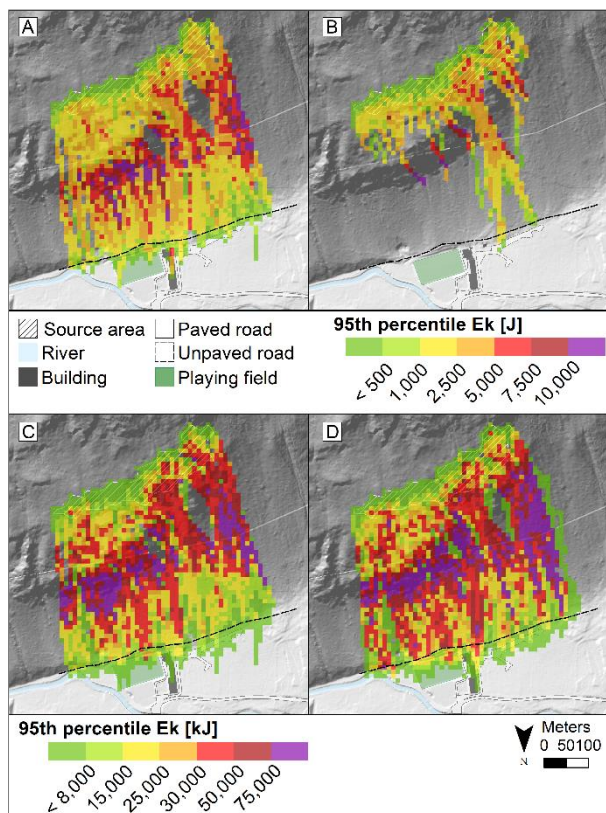 A
B
Source area
Paved road
River
Unpaved road
Building
Playing field
95th percentile Ek [J]
< 500
1,000
2,500
5,000
7,500
10,000
C
D
95th percentile Ek [kJ]
< 8,000
15,000
25,000
30,000
50,000
75,000
N
Meters
0 50100